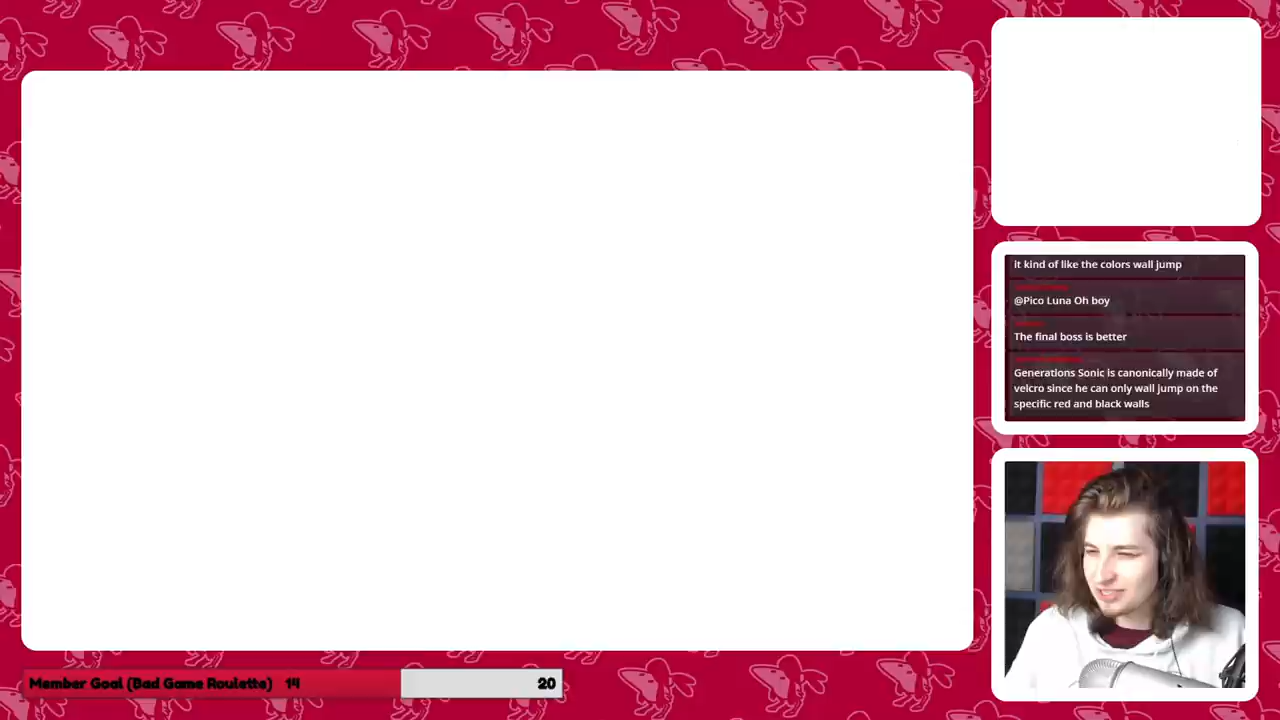 it kind of like the colors wall jump
@Pico Luna Oh boy
The final boss is better
Generations Sonic is canonically made of
velcro since he can only wall jump on the
specific red and black walls
Member Goal (Bad Game Roulette) 14 20